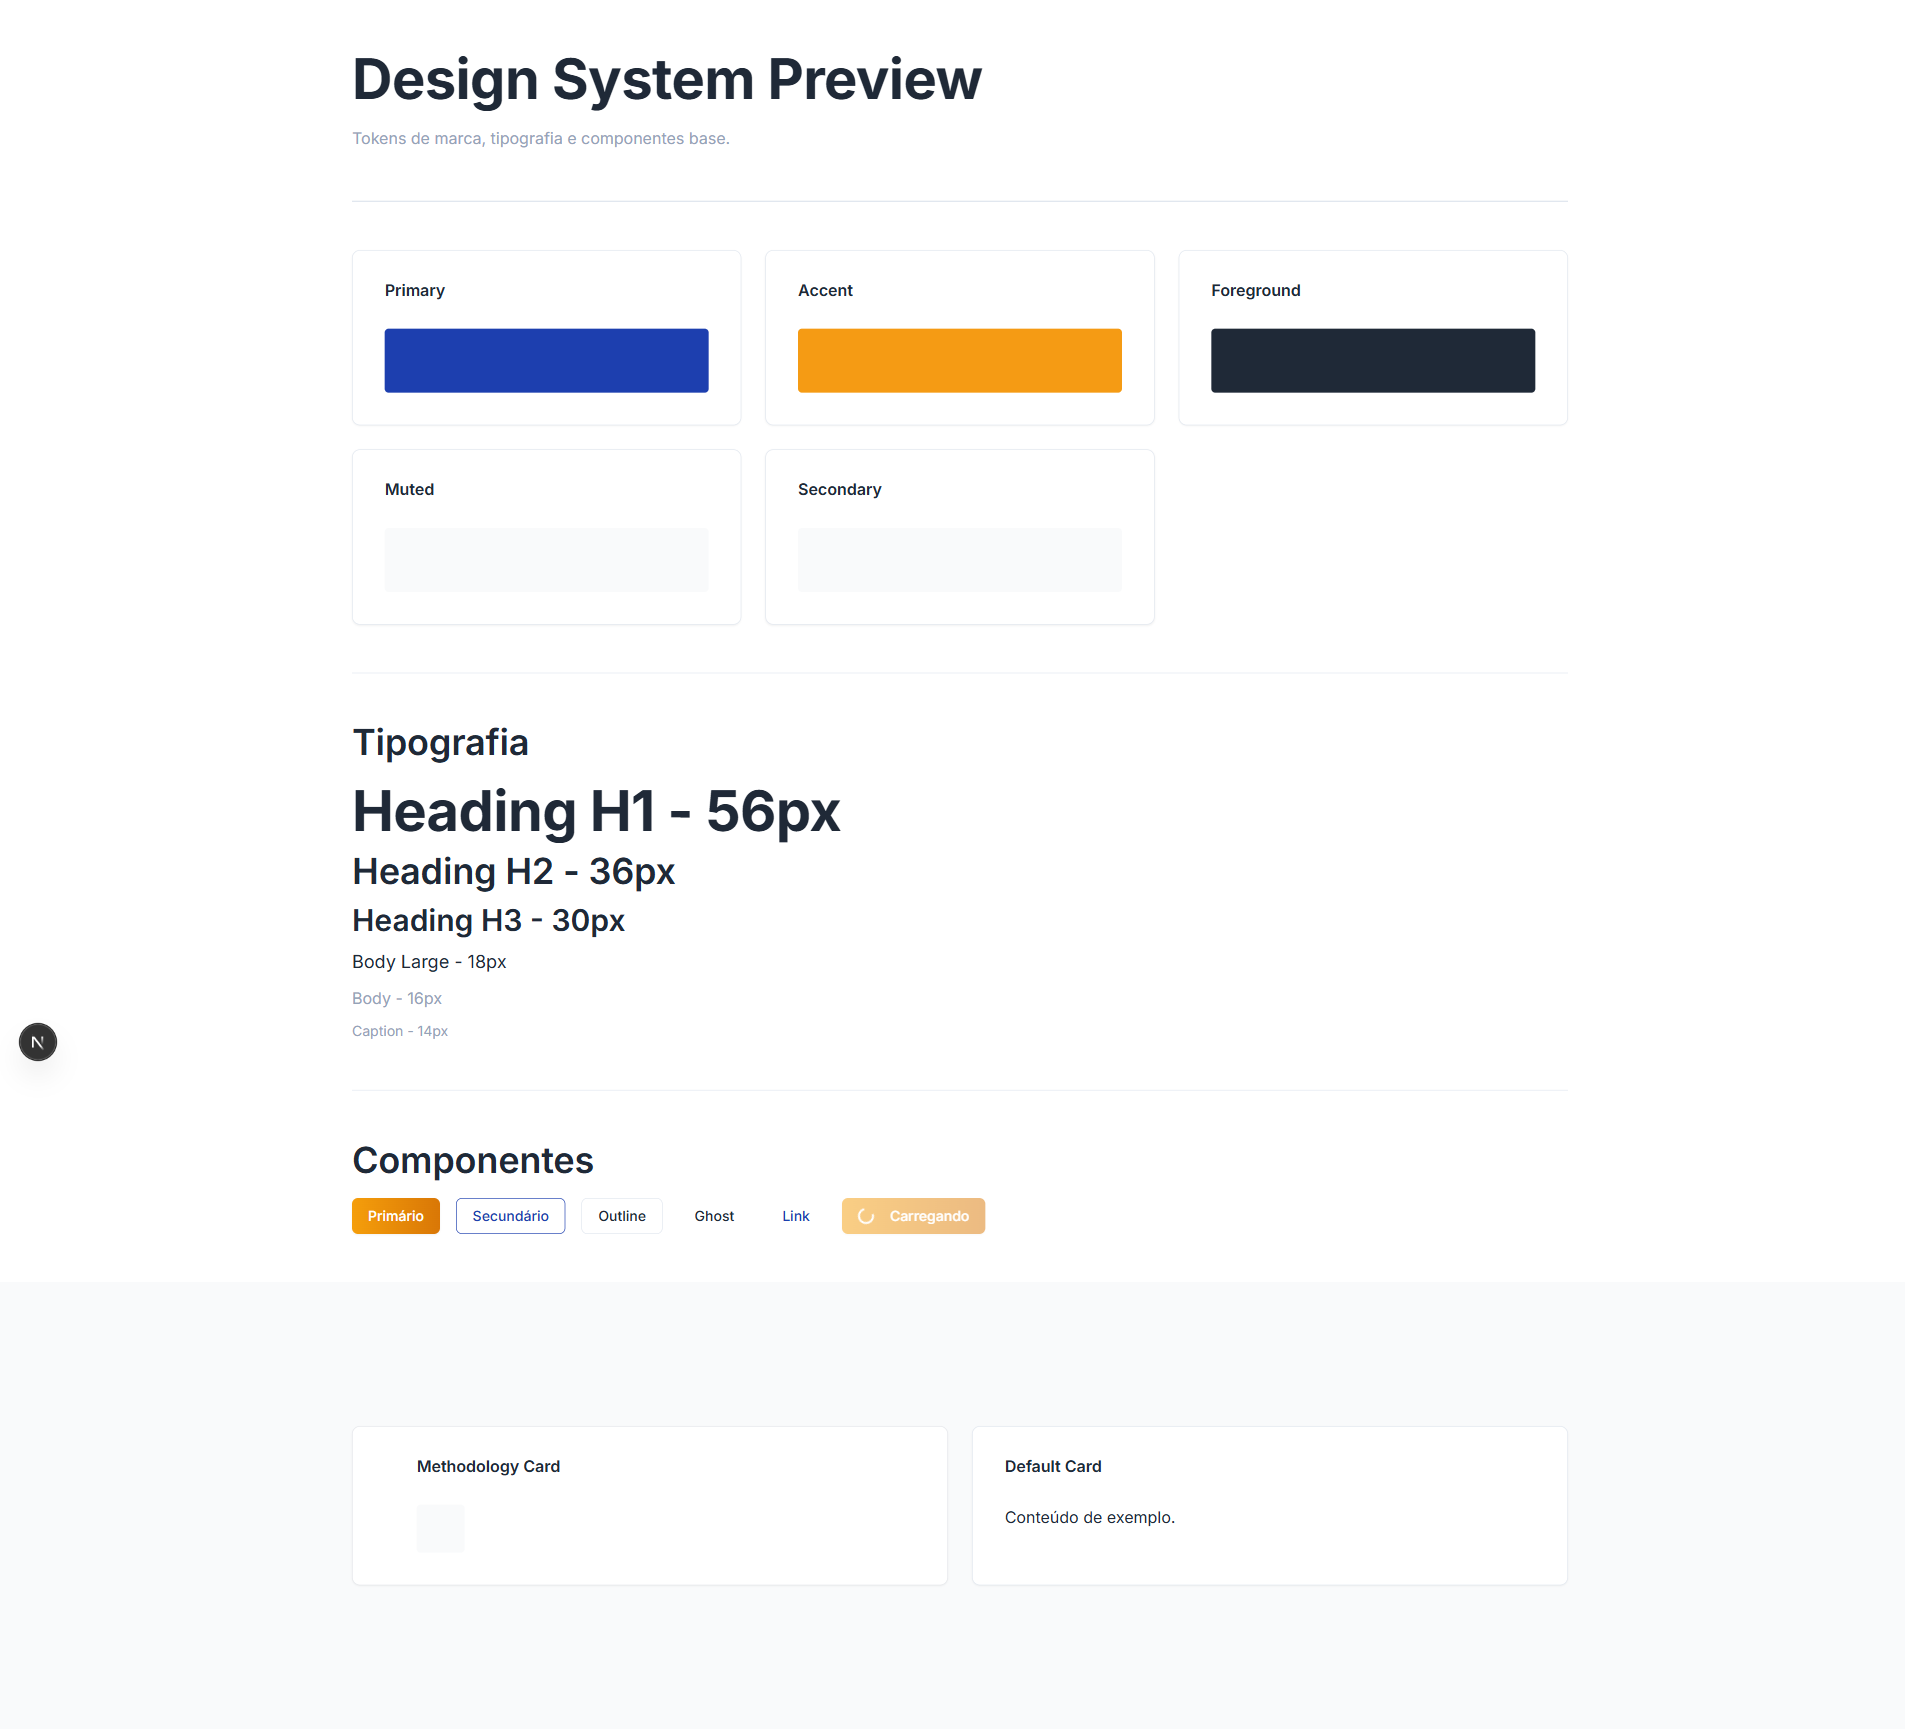 Design System Preview
Tokens de marca, tipografia e componentes base.
Primary
Accent
Foreground
Muted
Secondary
Tipografia
Heading H1 - 56px
Heading H2 - 36px
Heading H3 - 30px
Body Large - 18px
Body - 16px
Caption - 14px
N
Componentes
Primário
Secundário
Outline
Ghost
Link
Carregando
Methodology Card
Default Card
Conteúdo de exemplo.